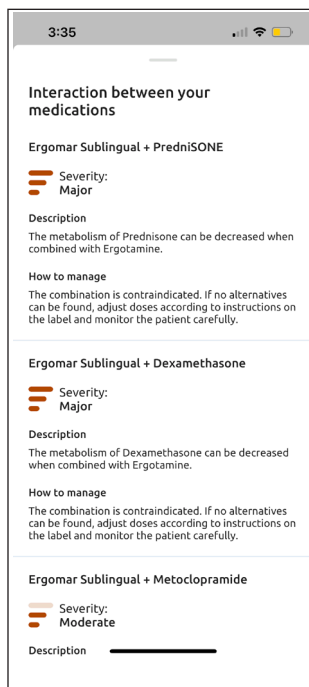 3:35
Interaction between your
medications
Ergomar Sublingual + PredniSONE
Severity:
Major
Description
The metabolism of Prednisone can be decreased when
combined with Ergotamine.
How to manage
The combination is contraindicated. If no alternatives
can be found, adjust doses according to instructions on
the label and monitor the patient carefully.
Ergomar Sublingual + Dexamethasone
Severity:
Major
Description
The metabolism of Dexamethasone can be decreased
when combined with Ergotamine.
How to manage
The combination is contraindicated. If no alternatives
can be found, adjust doses according to instructions on
the label and monitor the patient carefully.
Ergomar Sublingual + Metoclopramide
Severity:
Moderate
Description